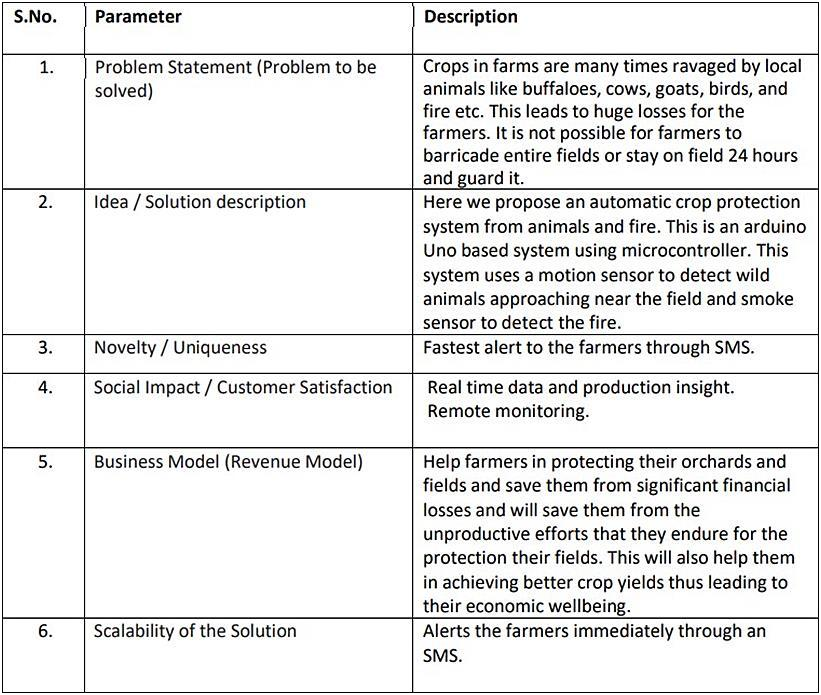 S.No. Parameter Description
1. Problem Statement (Problem to be
solved)
Crops in farms are many times ravaged by local
animals like buffaloes, cows, goats, birds, and
fire etc. This leads to huge losses for the
farmers. It is not possible for farmers to
barricade entire fields or stay on field 24 hours
and guard it.
2. Idea / Solution description
Here we propose an automatic crop protection
system from animals and fire. This is an arduino
Uno based system using microcontroller. This
system uses a motion sensor to detect wild
animals approaching near the field and smoke
sensor to detect the fire.
3. Novelty / Uniqueness
Fastest alert to the farmers through SMS.
4. Social Impact / Customer Satisfaction
Real time data and production insight.
Remote monitoring.
5. Business Model (Revenue Model)
Help farmers in protecting their orchards and
fields and save them from significant financial
losses and will save them from the
unproductive efforts that they endure for the
protection their fields. This will also help them
in achieving better crop yields thus leading to
their economic wellbeing.
6. Scalability of the Solution
Alerts the farmers immediately through an
SMS.